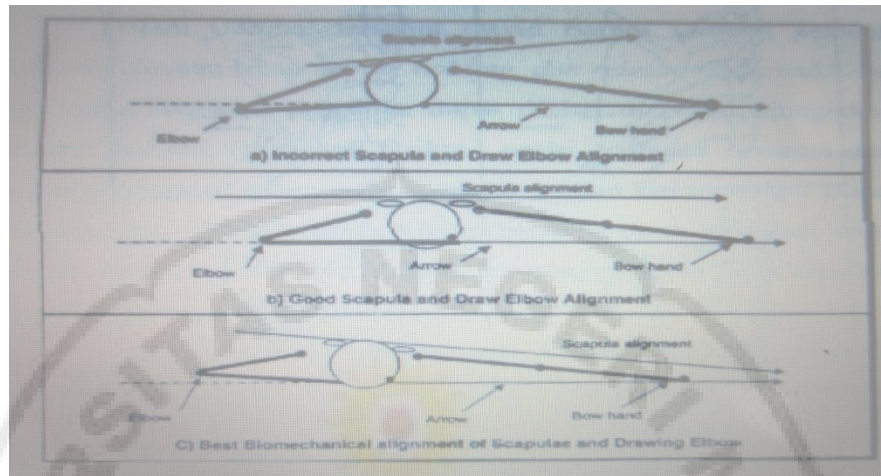 Scapula alignment
Elbow
Arrow
Bow hand
a) Incorrect Scapula and Draw Elbow Alignment
Scapula alignment
Elbow
Arrow
Bow hand
b) Good Scapula and Draw Elbow Alignment
Scapula alignment
Elbow
Arrow
Bow hand
C) Best Biomechanical alignment of Scapulae and Drawing Elbow
SITAS NEGERI